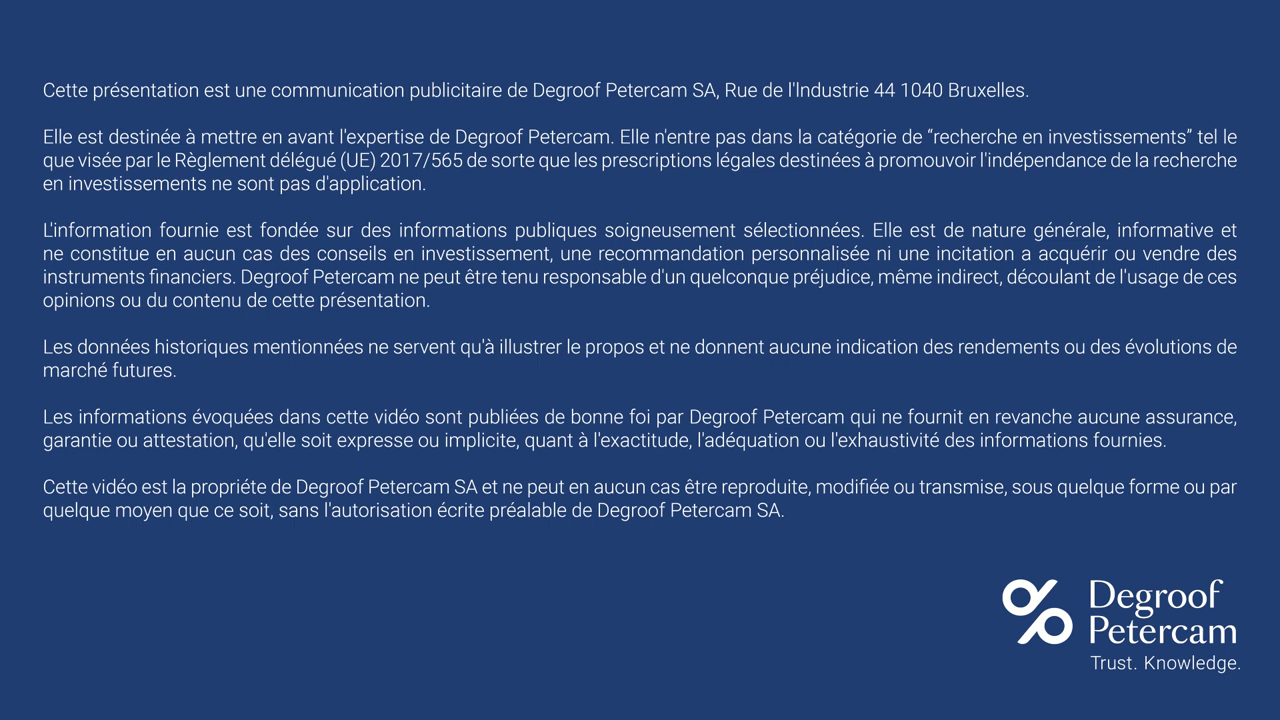 Cette présentation est une communication publicitaire de Degroof Petercam SA, Rue de l'Industrie 44 1040 Bruxelles.
Elle est destinée à mettre en avant l'expertise de Degroof Petercam. Elle n'entre pas dans la catégorie de “recherche en investissements” tel le
que visée par le Règlement délégué (UE) 2017/565 de sorte que les prescriptions légales destinées à promouvoir l'indépendance de la recherche
en investissements ne sont pas d'application.
L'information fournie est fondée sur des informations publiques soigneusement sélectionnées. Elle est de nature générale, informative et
ne constitue en aucun cas des conseils en investissement, une recommandation personnalisée ni une incitation a acquérir ou vendre des
instruments financiers. Degroof Petercam ne peut être tenu responsable d'un quelconque préjudice, même indirect, découlant de l'usage de ces
opinions ou du contenu de cette présentation.
Les données historiques mentionnées ne servent qu'à illustrer le propos et ne donnent aucune indication des rendements ou des évolutions de
marché futures.
Les informations évoquées dans cette vidéo sont publiées de bonne foi par Degroof Petercam qui ne fournit en revanche aucune assurance,
garantie ou attestation, qu'elle soit expresse ou implicite, quant à l'exactitude, l'adéquation ou l'exhaustivité des informations fournies.
Cette vidéo est la propriéte de Degroof Petercam SA et ne peut en aucun cas être reproduite, modifiée ou transmise, sous quelque forme ou par
quelque moyen que ce soit, sans l'autorisation écrite préalable de Degroof Petercam SA.
Degroof
Petercam
Trust. Knowledge.